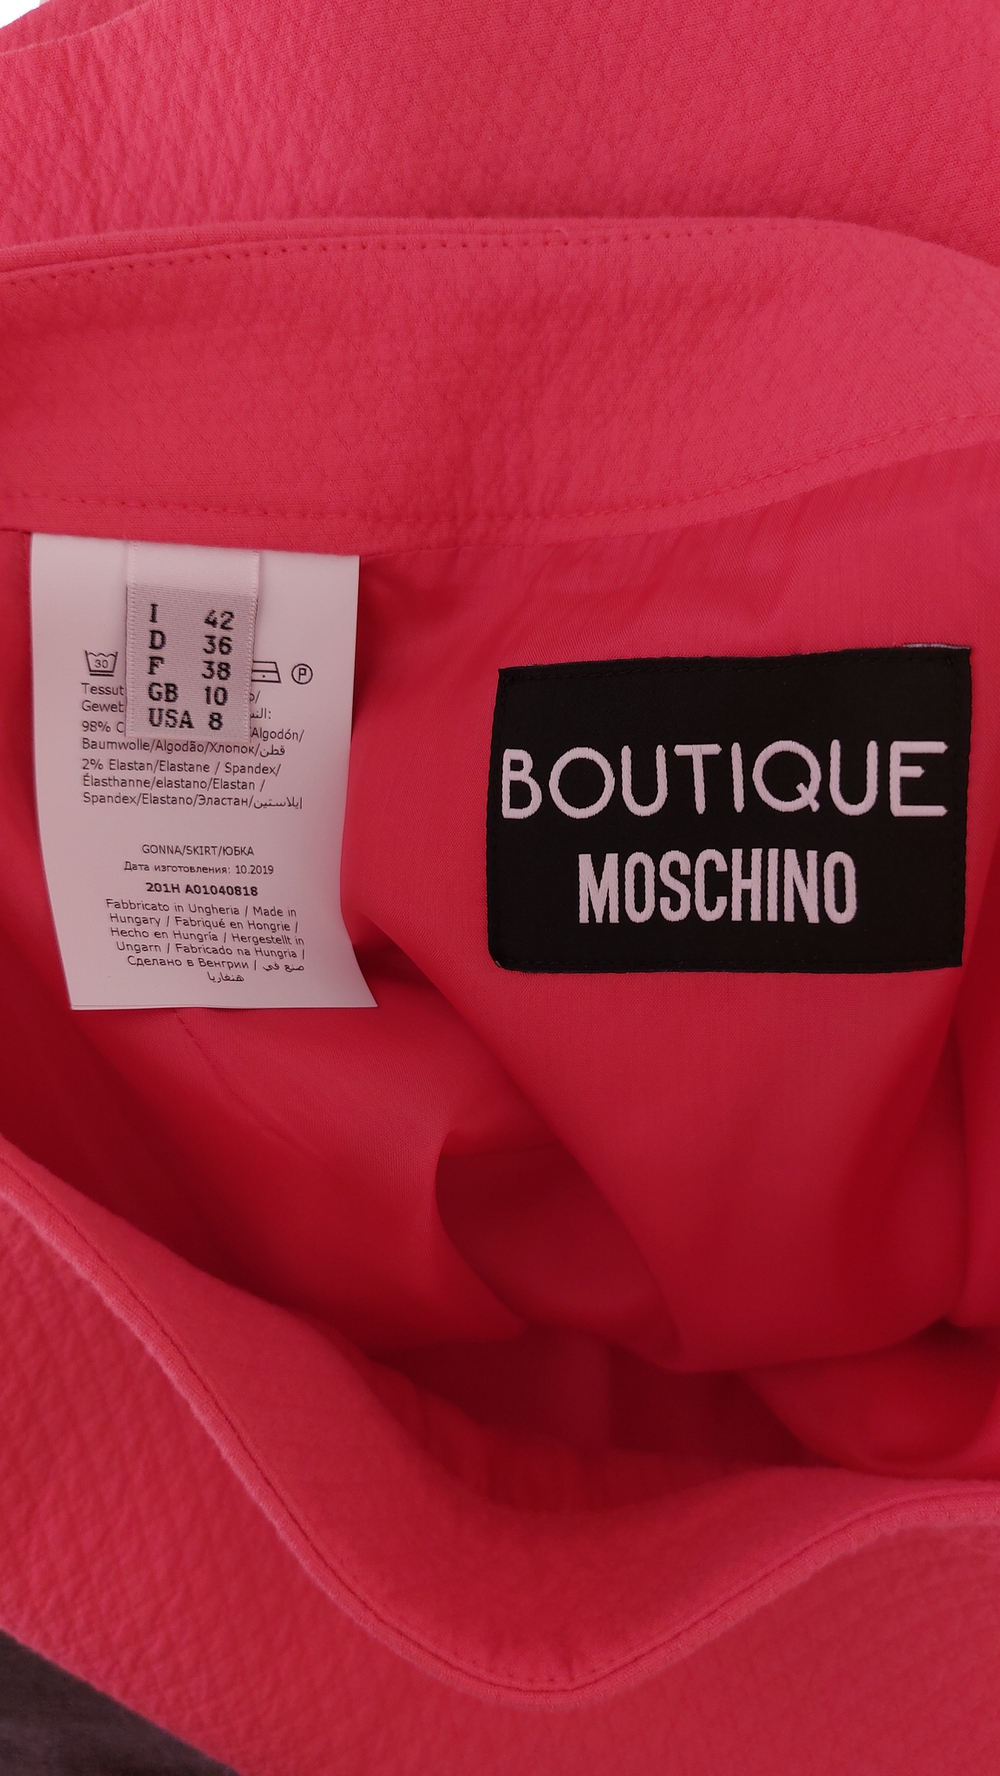 I 42
D 36
F 38
GB 10
USA 8
30
P
Tessut
Gewet
98% C Algodón/
Baumwolle/Algodão/Хлопок/قطن
2% Elastan/Elastane / Spandex/
Élasthanne/elastano/Elastan /
Spandex/Elastano/Эластан/إيلاستين
GONNA/SKIRT/ЮБКА
Дата изготовления: 10.2019
201H A01040818
Fabbricato in Ungheria / Made in
Hungary / Fabriqué en Hongrie /
Hecho en Hungría / Hergestellt in
Ungarn / Fabricado na Hungria /
Сделано в Венгрии / صنع في
هنغاريا
BOUTIQUE
MOSCHINO